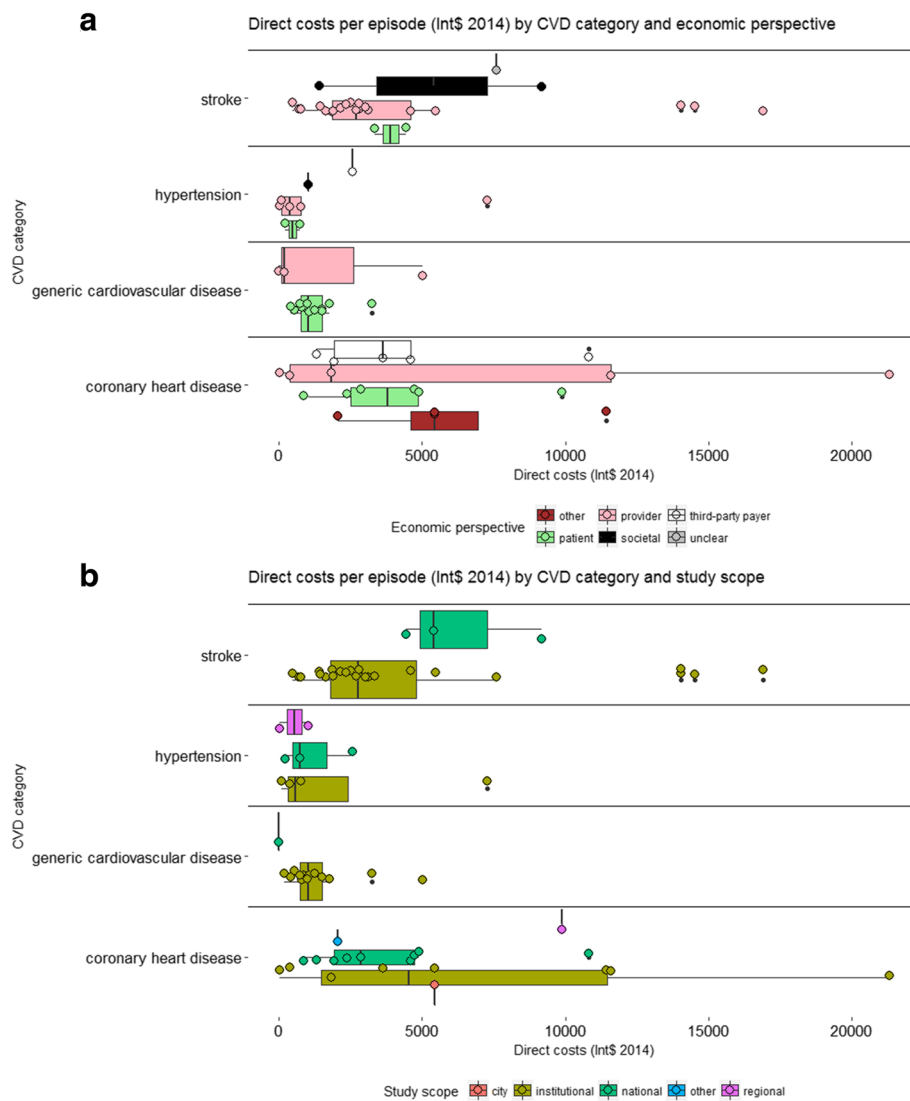 a
Direct costs per episode (Int$ 2014) by CVD category and economic perspective
CVD category
stroke
hypertension
generic cardiovascular disease
coronary heart disease
0 5000 10000 15000 20000
Direct costs (Int$ 2014)
Economic perspective
other provider third-party payer
patient societal unclear
b
Direct costs per episode (Int$ 2014) by CVD category and study scope
CVD category
stroke
hypertension
generic cardiovascular disease
coronary heart disease
0 5000 10000 15000 20000
Direct costs (Int$ 2014)
Study scope city institutional national other regional